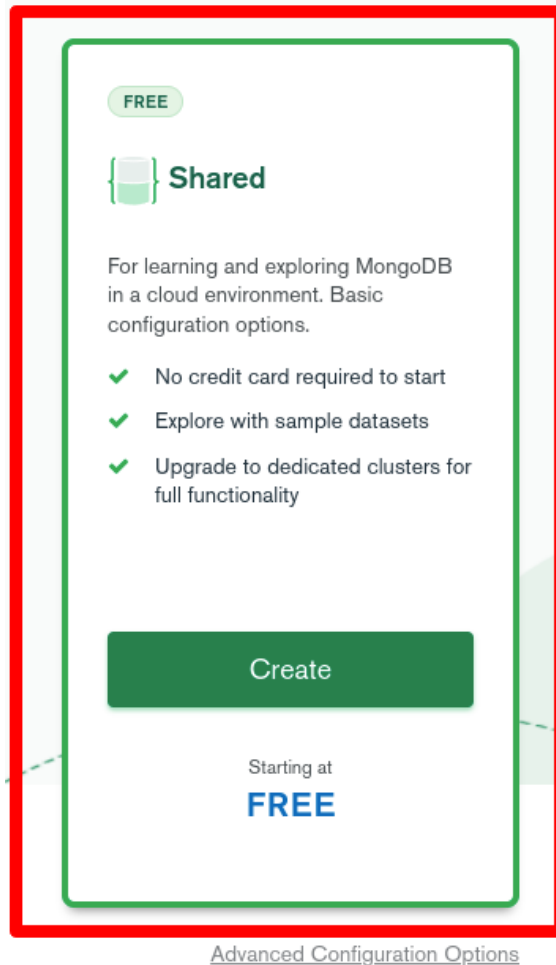 FREE
Shared
For learning and exploring MongoDB
in a cloud environment. Basic
configuration options.
No credit card required to start
Explore with sample datasets
Upgrade to dedicated clusters for
full functionality
Create
Starting at
FREE
Advanced Configuration Options